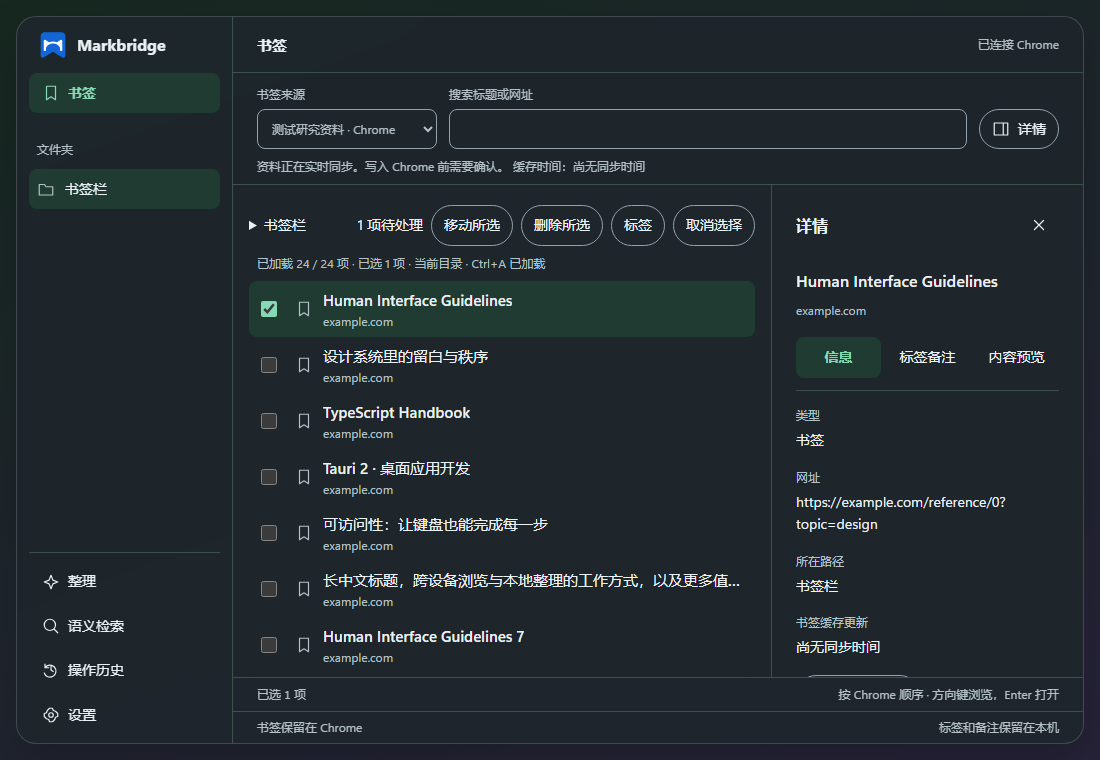 Markbridge
书签
文件夹
书签栏
整理
语义检索
操作历史
设置
书签
已连接 Chrome
书签来源
搜索标题或网址
测试研究资料 · Chrome
详情
资料正在实时同步。写入 Chrome 前需要确认。 缓存时间：尚无同步时间
书签栏
1 项待处理
移动所选
删除所选
标签
取消选择
已加载 24 / 24 项 · 已选 1 项 · 当前目录 · Ctrl+A 已加载
Human Interface Guidelines
example.com
设计系统里的留白与秩序
example.com
TypeScript Handbook
example.com
Tauri 2 · 桌面应用开发
example.com
可访问性：让键盘也能完成每一步
example.com
长中文标题，跨设备浏览与本地整理的工作方式，以及更多值...
example.com
Human Interface Guidelines 7
example.com
详情
Human Interface Guidelines
example.com
信息
标签备注
内容预览
类型
书签
网址
https://example.com/reference/0?
topic=design
所在路径
书签栏
书签缓存更新
尚无同步时间
已选 1 项
按 Chrome 顺序 · 方向键浏览，Enter 打开
书签保留在 Chrome
标签和备注保留在本机